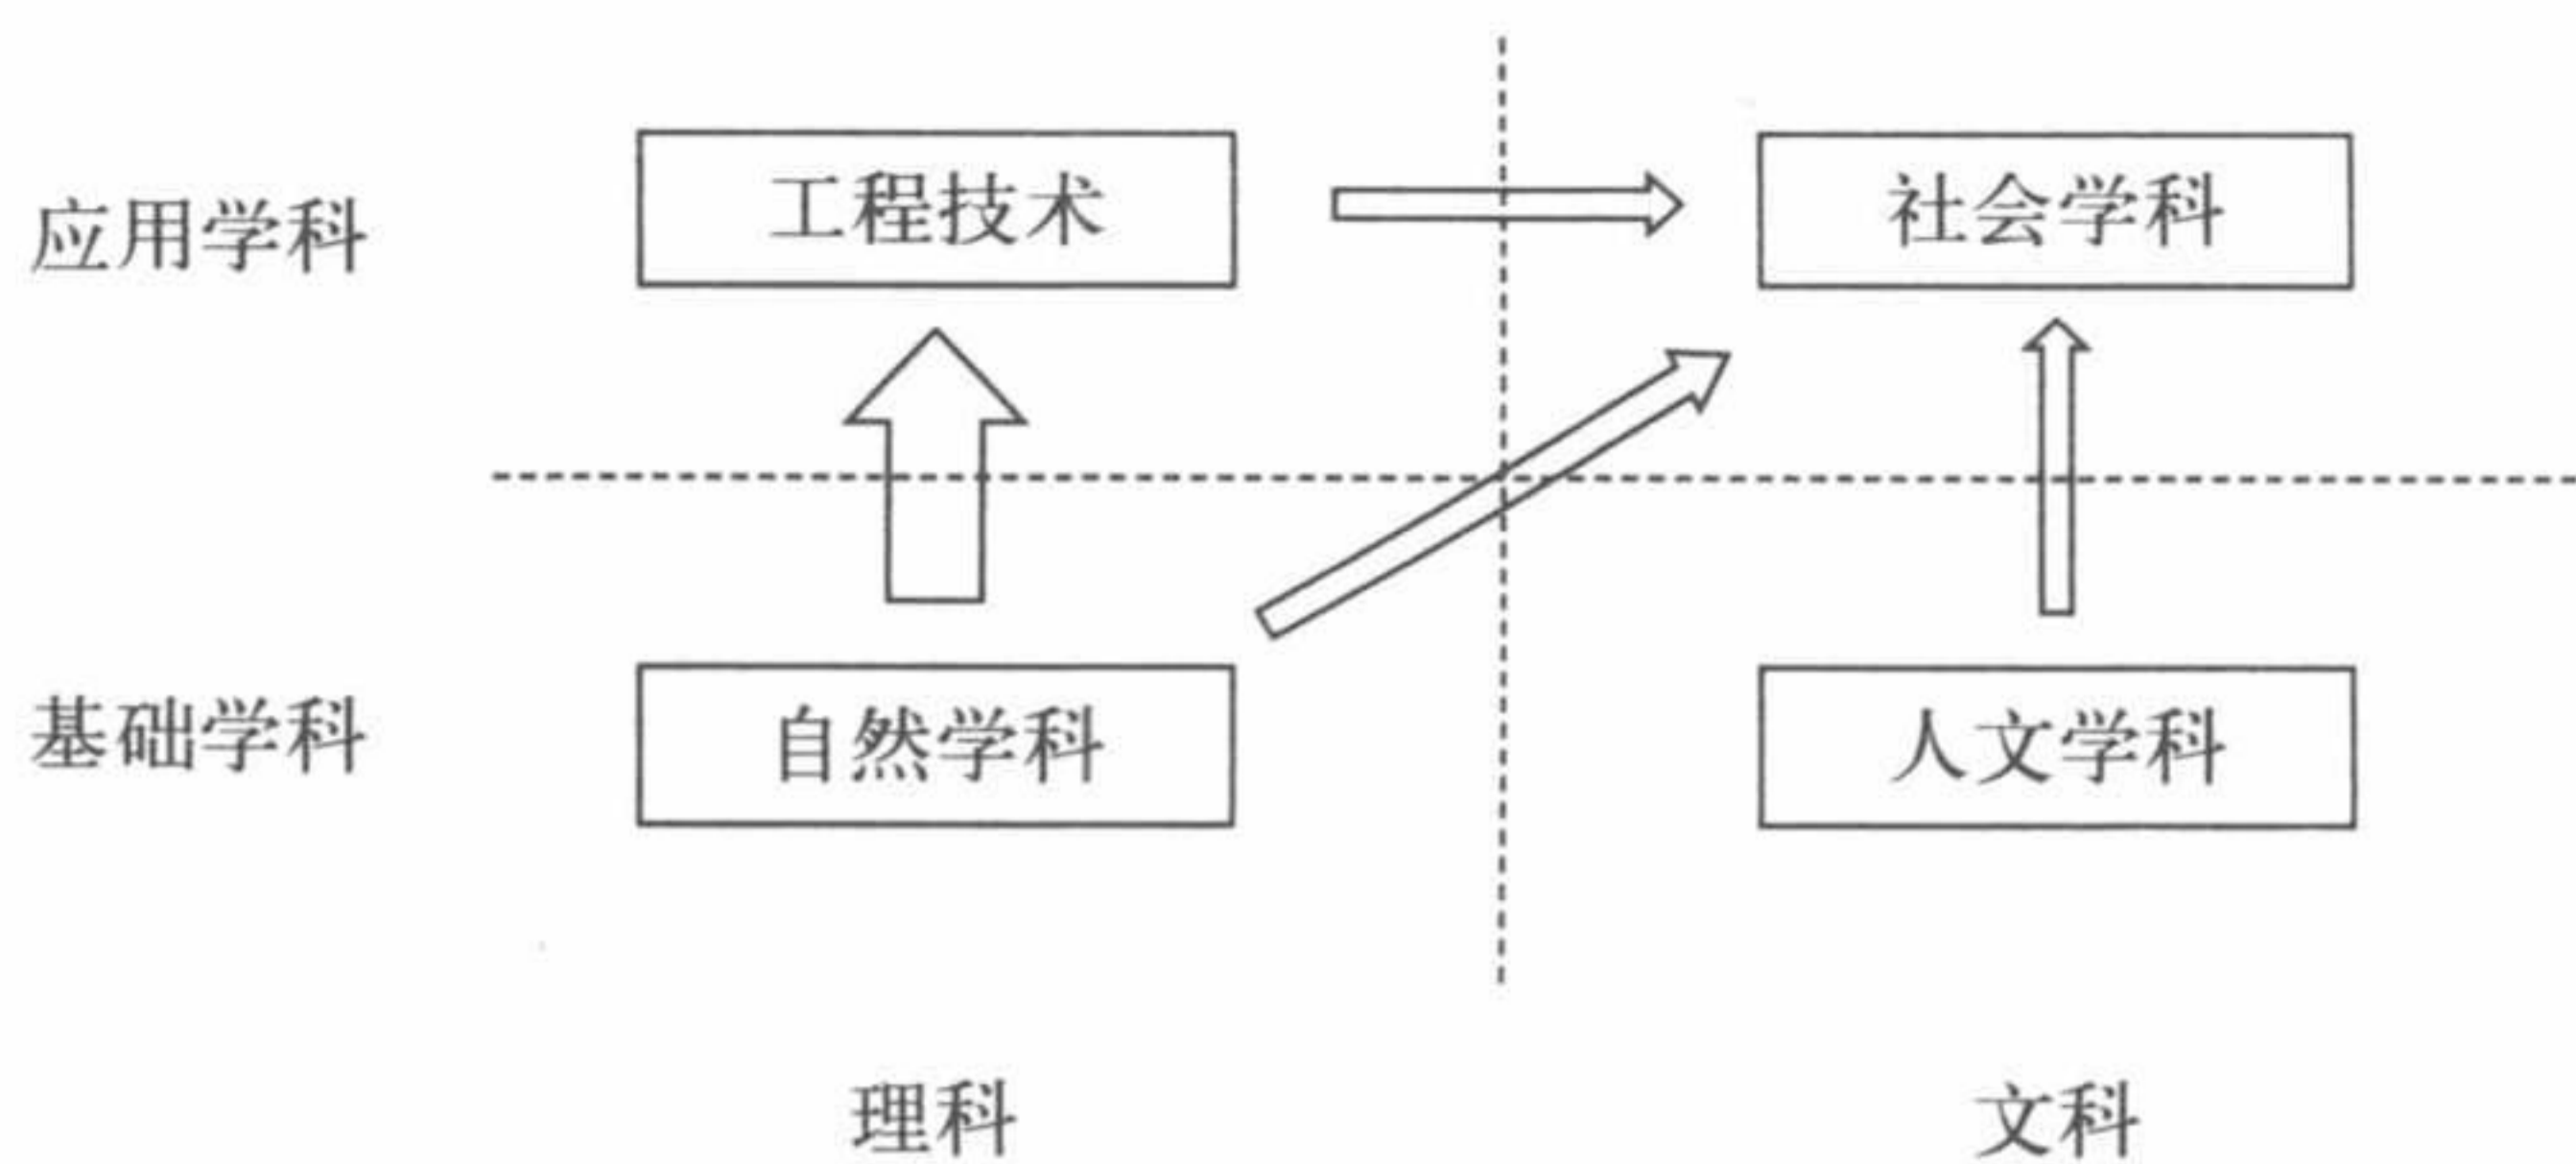 工程技术
社会学科
应用学科
自然学科
人文学科
基础学科
理科
文科